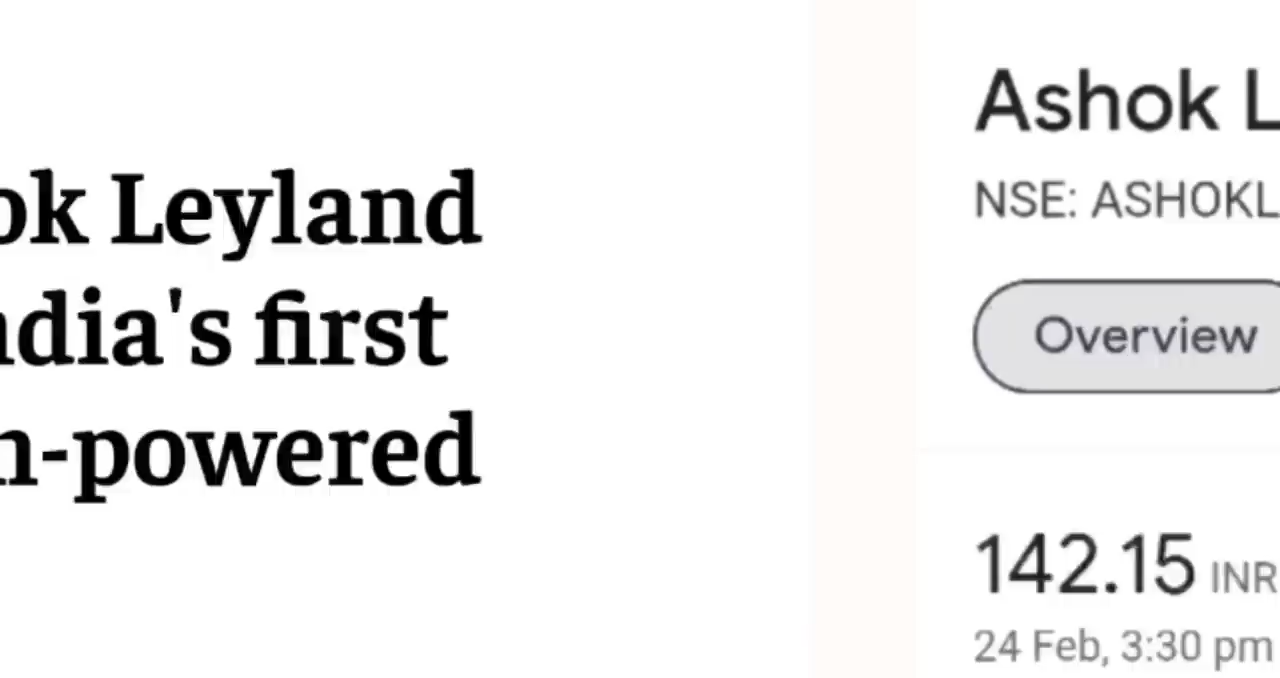 ok Leyland
ndia's first
n-powered
Ashok L
NSE: ASHOKL
Overview
142.15 INR
24 Feb, 3:30 pm